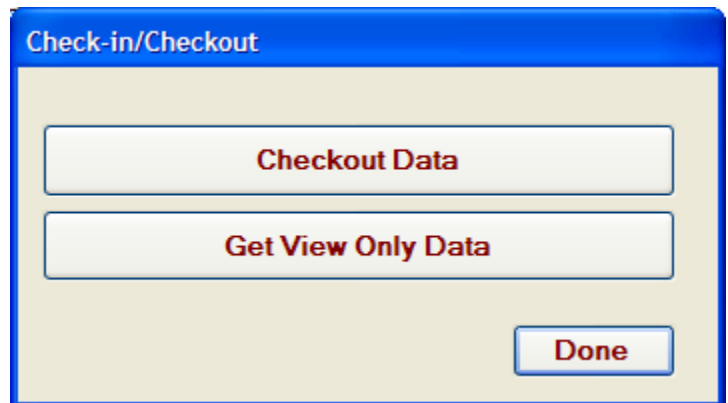 Check-in/Checkout
Checkout Data
Get View Only Data
Done